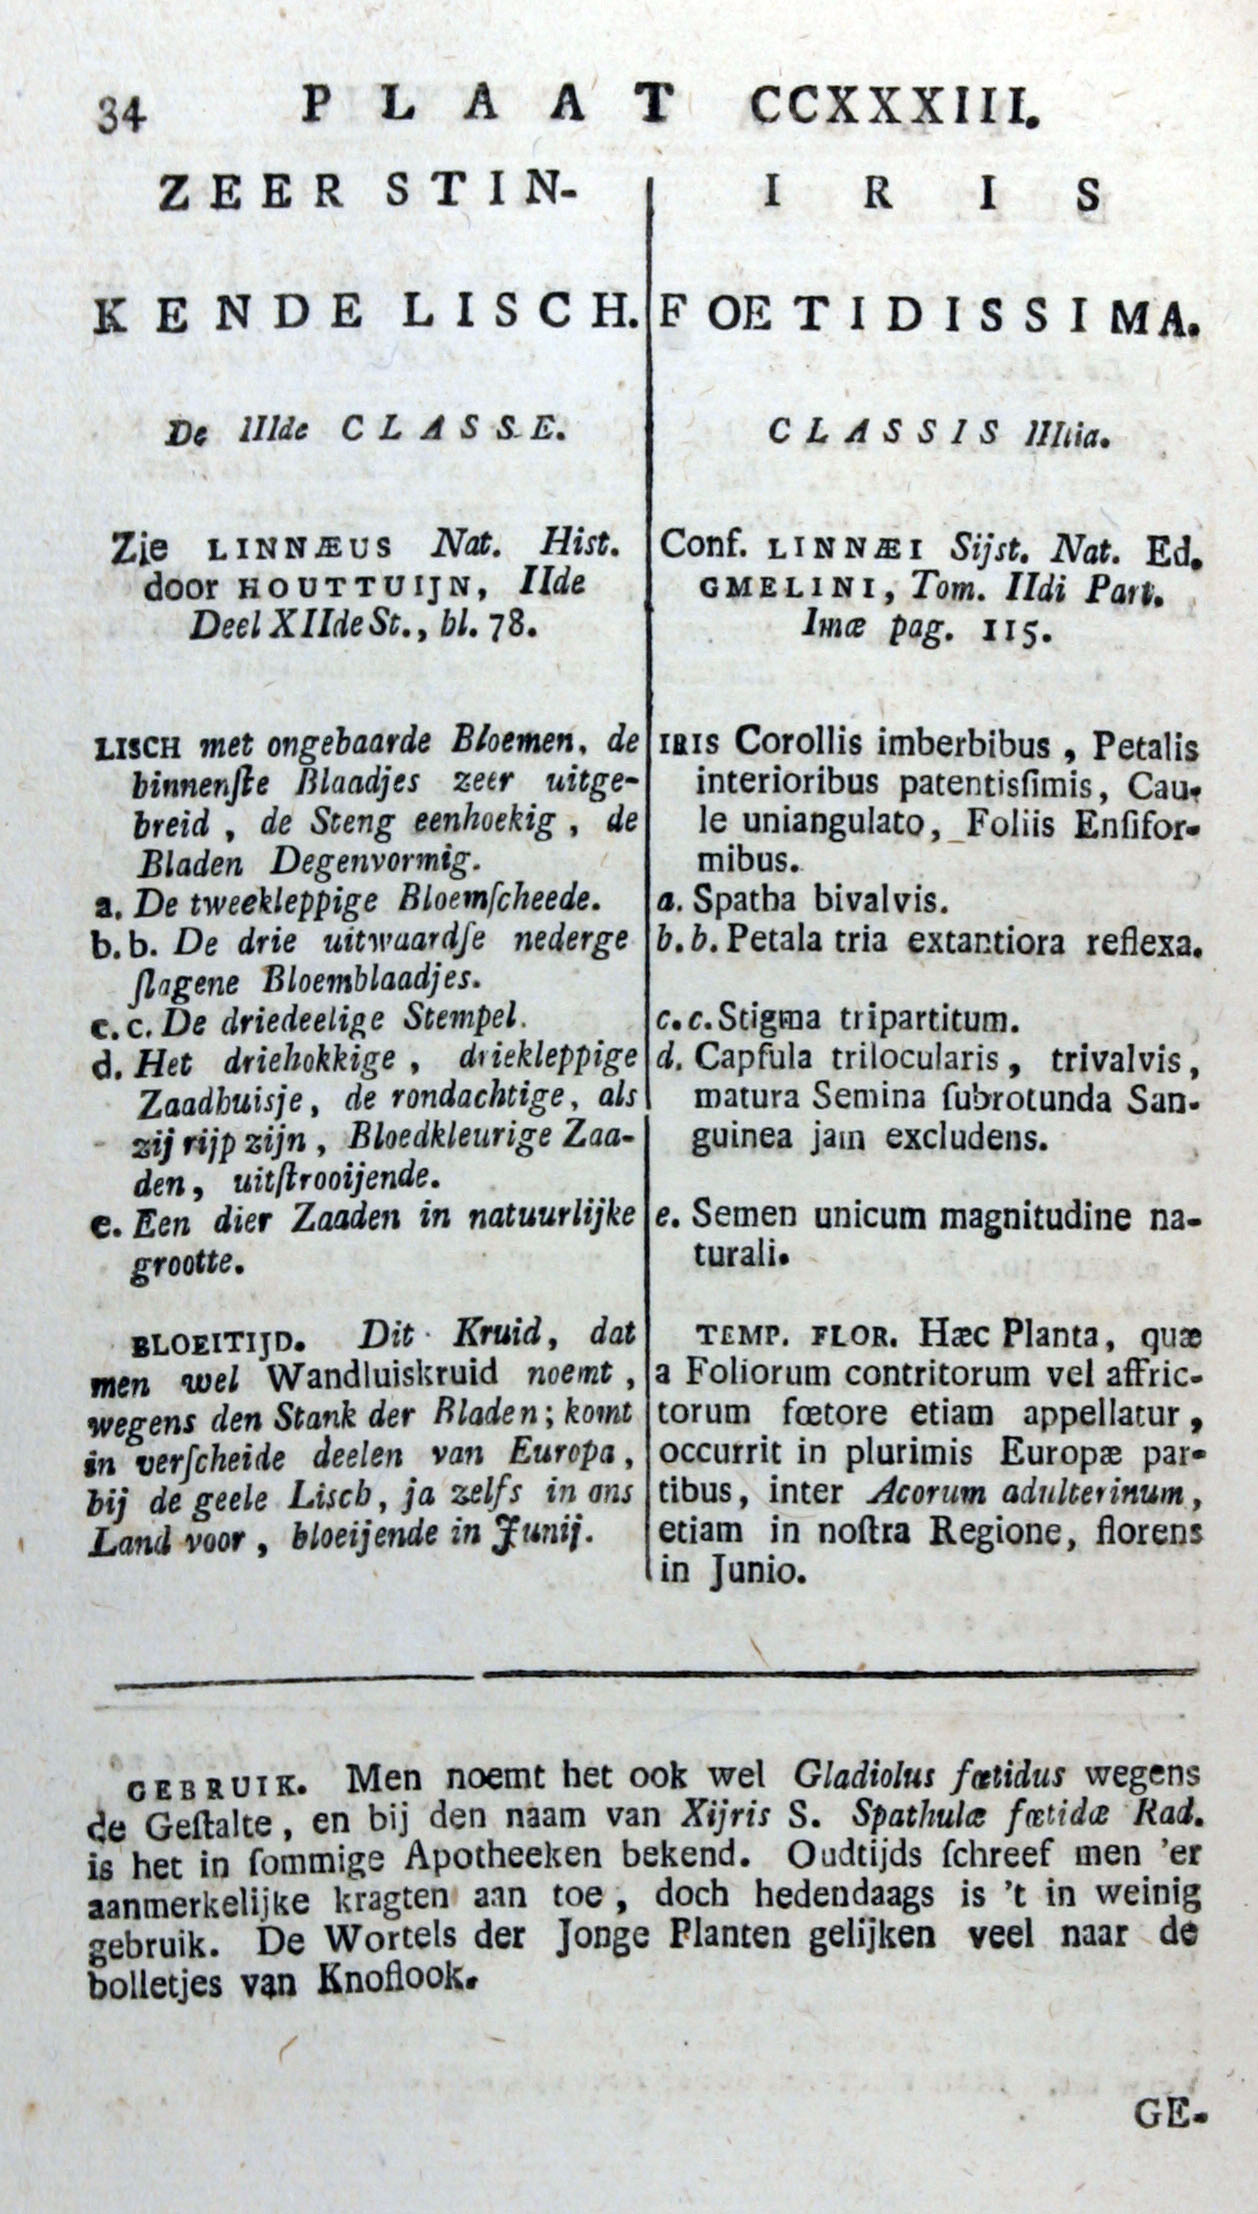 34 PLAAT CCXXXIII.
ZEER STIN-
KENDE LISCH.
De IIIde CLASSE.
Zie LINNÆUS Nat. Hist.
door HOUTTUIJN, IIde
Deel XIIde St., bl. 78.
LISCH met ongebaarde Bloemen, de
binnenſte Blaadjes zeer uitge-
breid, de Steng eenhoekig, de
Bladen Degenvormig.
a. De tweekleppige Bloemſcheede.
b.b. De drie uitwaardſe nederge
ſlagene Bloemblaadjes.
c.c. De driedeelige Stempel.
d. Het driehokkige, driekleppige
Zaadhuisje, de rondachtige, als
zij rijp zijn, Bloedkleurige Zaa-
den, uitſtrooijende.
e. Een dier Zaaden in natuurlijke
grootte.
BLOEITIJD. Dit Kruid, dat
men wel Wandluiskruid noemt,
wegens den Stank der Bladen; komt
in verſcheide deelen van Europa,
bij de geele Lisch, ja zelfs in ons
Land voor, bloeijende in Junij.
IRIS
FOETIDISSIMA.
CLASSIS IIItia.
Conf. LINNÆI Sijst. Nat. Ed.
GMELINI, Tom. IIdi Part.
Imæ pag. 115.
IRIS Corollis imberbibus, Petalis
interioribus patentisſimis, Cau-
le uniangulato, Foliis Enſifor-
mibus.
a. Spatha bivalvis.
b.b. Petala tria extantiora reflexa.
c.c. Stigma tripartitum.
d. Capſula trilocularis, trivalvis,
matura Semina ſubrotunda San-
guinea jam excludens.
e. Semen unicum magnitudine na-
turali.
TEMP. FLOR. Hæc Planta, quæ
a Foliorum contritorum vel affric-
torum fœtore etiam appellatur,
occurrit in plurimis Europæ par-
tibus, inter Acorum adulterinum,
etiam in noſtra Regione, florens
in Junio.
GEBRUIK. Men noemt het ook wel Gladiolus fœtidus wegens
de Geſtalte, en bij den naam van Xijris S. Spathulæ fœtidæ Rad.
is het in ſommige Apotheeken bekend. Oudtijds ſchreef men 'er
aanmerkelijke kragten aan toe, doch hedendaags is 't in weinig
gebruik. De Wortels der Jonge Planten gelijken veel naar de
bolletjes van Knoflook.
GE-